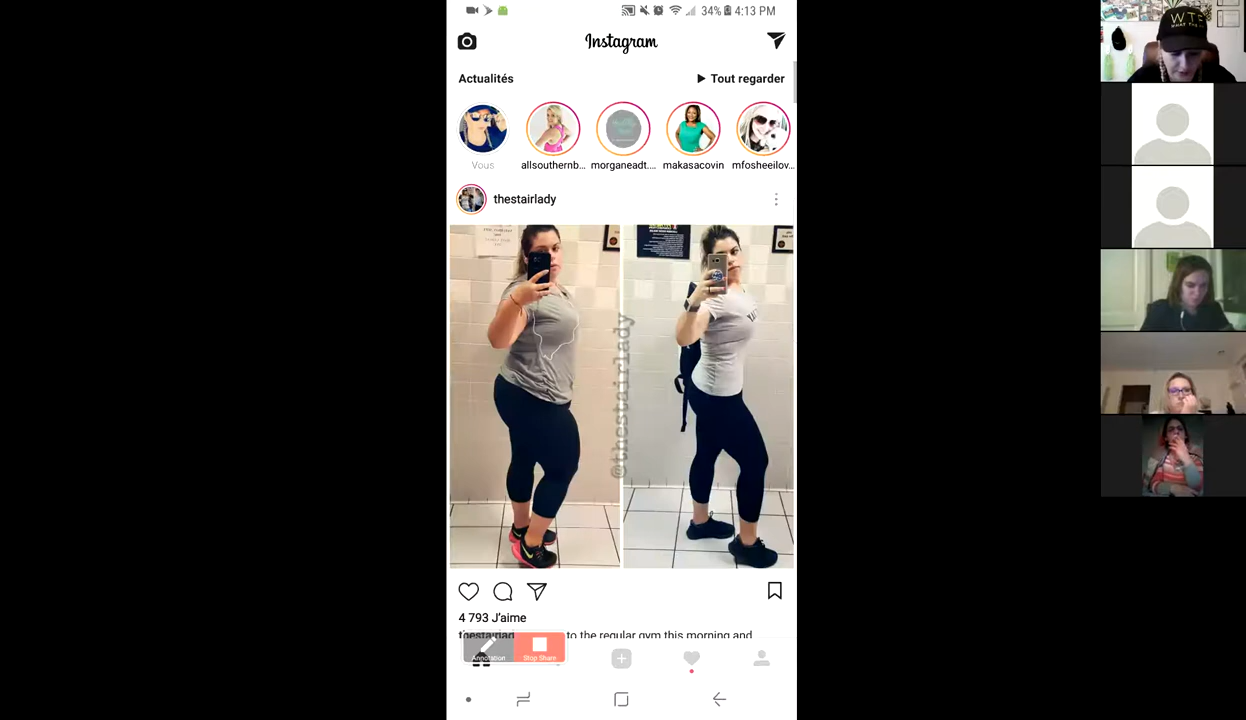 34% 4:13 PM
Instagram
Actualités
Tout regarder
Vous
allsouthernb...
morganeadt....
makasacovin
mfosheeilov...
thestairlady
@thestairlady
4 793 J'aime
to the regular gym this morning and
Annotation
Stop Share
WTF